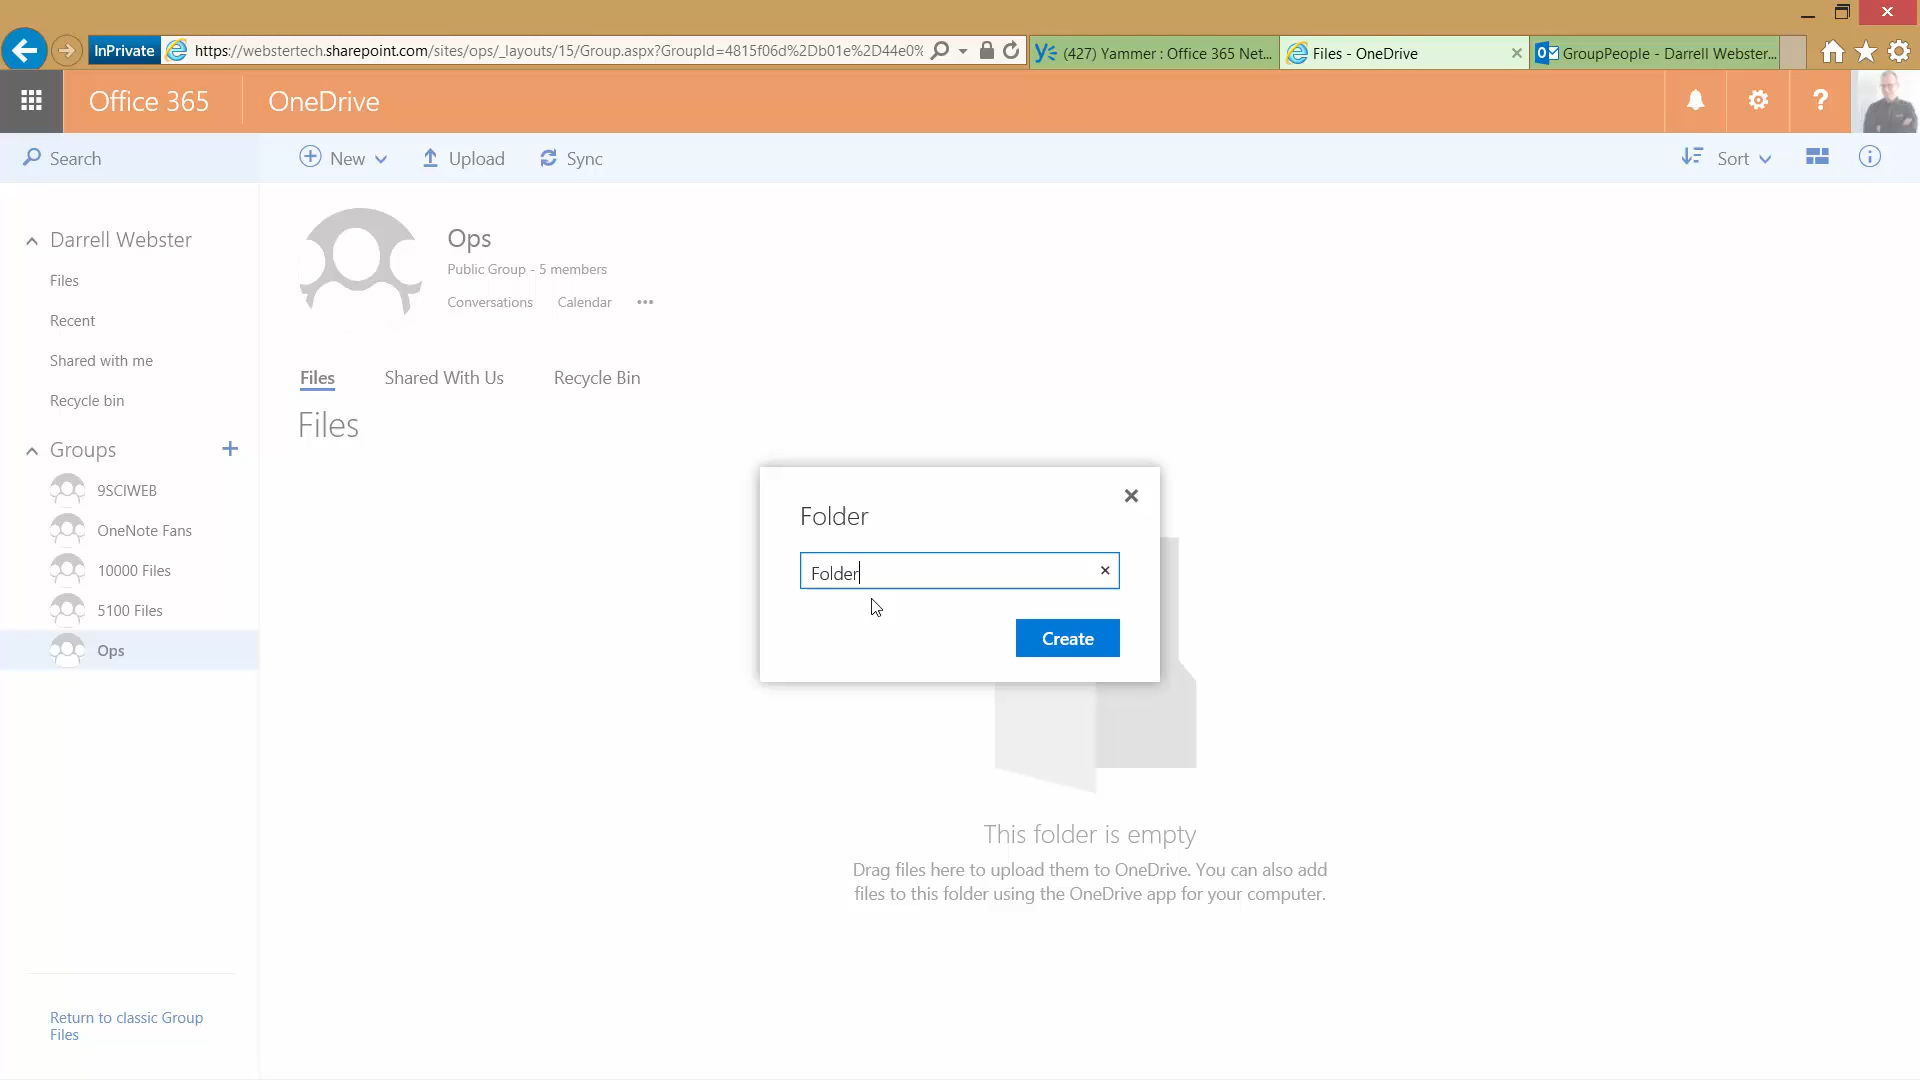 InPrivate
https://webstertech.sharepoint.com/sites/ops/_layouts/15/Group.aspx?GroupId=4815f06d%2Db01e%2D44e0%
(427) Yammer : Office 365 Net...
Files - OneDrive
GroupPeople - Darrell Webster...
Office 365
OneDrive
?
Search
New
Upload
Sync
Sort
Darrell Webster
Files
Recent
Shared with me
Recycle bin
Groups
9SCIWEB
OneNote Fans
10000 Files
5100 Files
Ops
Return to classic Group
Files
Ops
Public Group - 5 members
Conversations
Calendar
Files
Shared With Us
Recycle Bin
Files
Folder
Folder
Create
This folder is empty
Drag files here to upload them to OneDrive. You can also add
files to this folder using the OneDrive app for your computer.